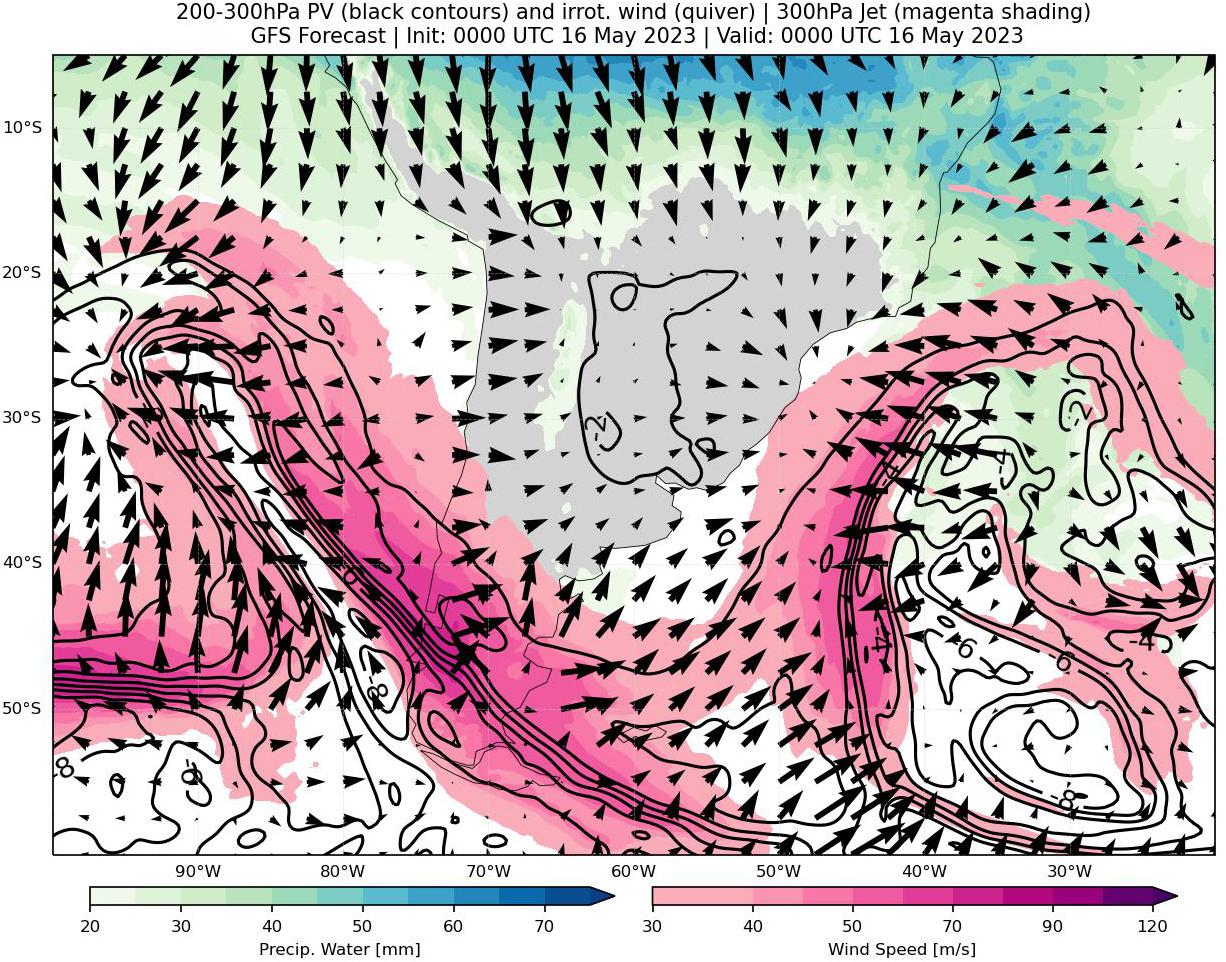 200-300hPa PV (black contours) and irrot. wind (quiver) | 300hPa Jet (magenta shading)
GFS Forecast | Init: 0000 UTC 16 May 2023 | Valid: 0000 UTC 16 May 2023
10°S
20°S
30°S
40°S
50°S
-2
-2
-4
-4
-4
-4
-6
-6
6
-8
-8
-8
8
90°W 80°W 70°W 60°W 50°W 40°W 30°W
20 30 40 50 60 70
Precip. Water [mm]
30 40 50 70 90 120
Wind Speed [m/s]